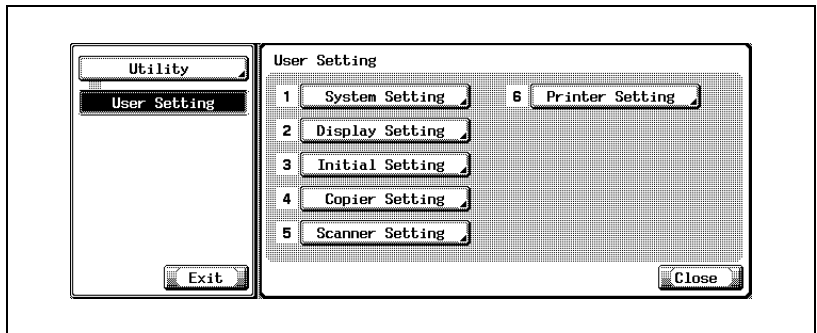 Utility
User Setting
Exit
User Setting
1 System Setting
2 Display Setting
3 Initial Setting
4 Copier Setting
5 Scanner Setting
6 Printer Setting
Close